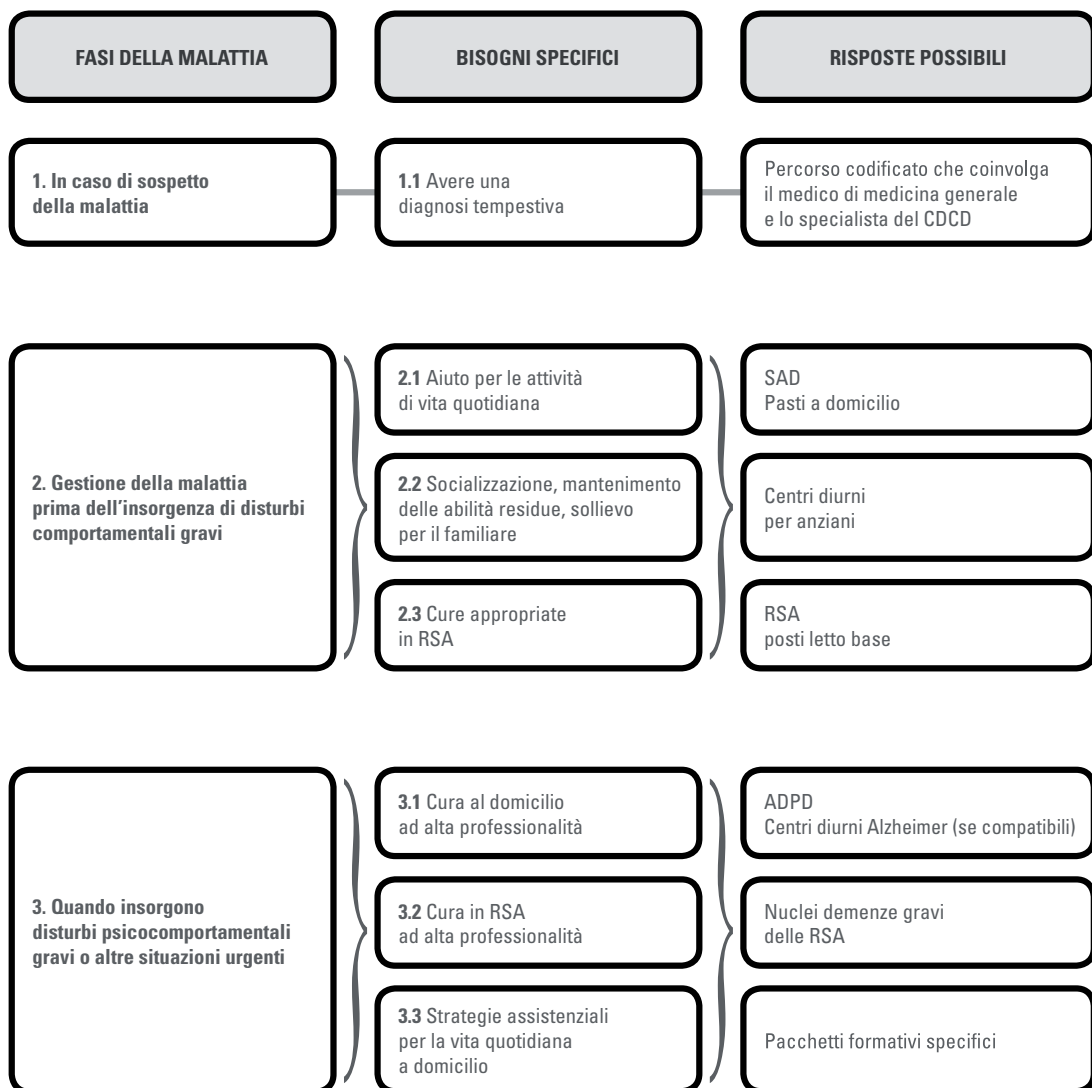 FASI DELLA MALATTIA
BISOGNI SPECIFICI
RISPOSTE POSSIBILI
1. In caso di sospetto
della malattia
1.1 Avere una
diagnosi tempestiva
Percorso codificato che coinvolga
il medico di medicina generale
e lo specialista del CDCD
2. Gestione della malattia
prima dell'insorgenza di disturbi
comportamentali gravi
2.1 Aiuto per le attività
di vita quotidiana
2.2 Socializzazione, mantenimento
delle abilità residue, sollievo
per il familiare
2.3 Cure appropriate
in RSA
SAD
Pasti a domicilio
Centri diurni
per anziani
RSA
posti letto base
3. Quando insorgono
disturbi psicocomportamentali
gravi o altre situazioni urgenti
3.1 Cura al domicilio
ad alta professionalità
3.2 Cura in RSA
ad alta professionalità
3.3 Strategie assistenziali
per la vita quotidiana
a domicilio
ADPD
Centri diurni Alzheimer (se compatibili)
Nuclei demenze gravi
delle RSA
Pacchetti formativi specifici